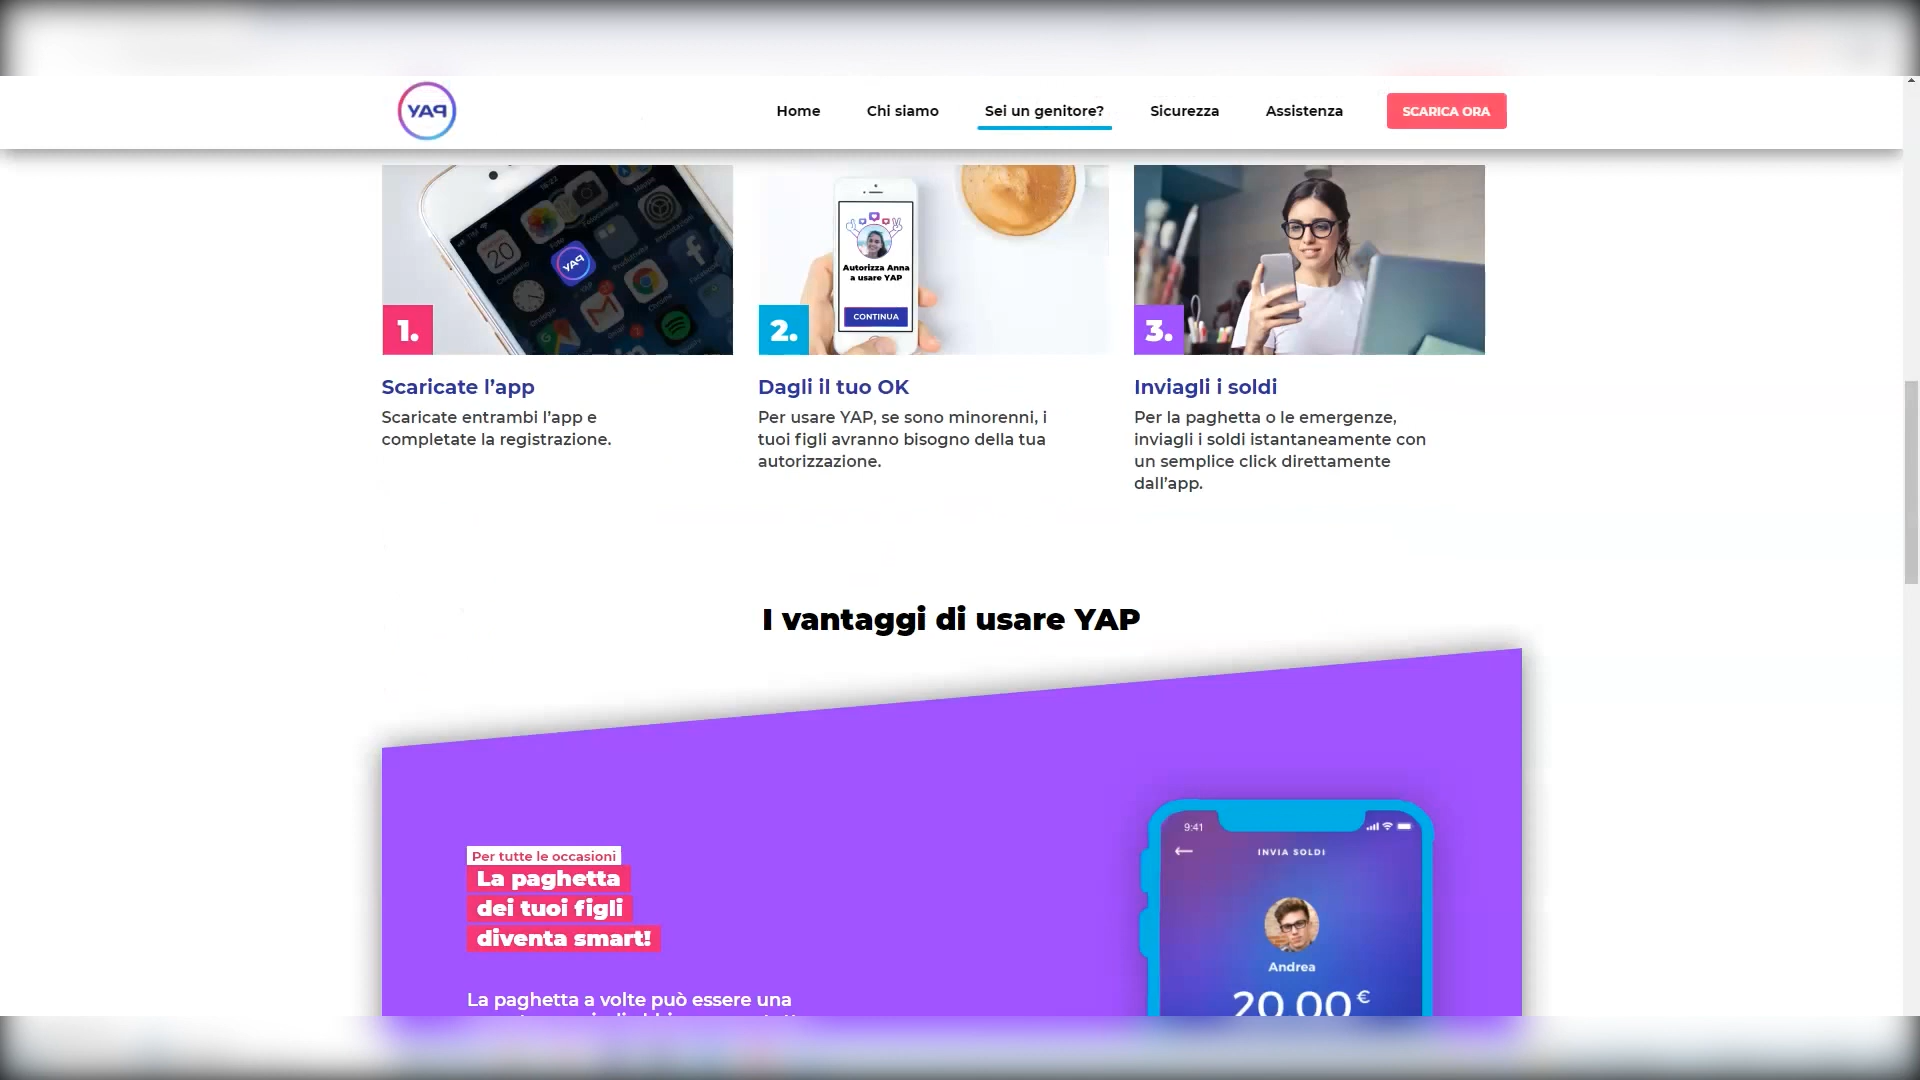 YAP
Home
Chi siamo
Sei un genitore?
Sicurezza
Assistenza
SCARICA ORA
YAP
Autorizza Anna
a usare YAP
CONTINUA
1.
2.
3.
Scaricate l’app
Scaricate entrambi l’app e
completate la registrazione.
Dagli il tuo OK
Per usare YAP, se sono minorenni, i
tuoi figli avranno bisogno della tua
autorizzazione.
Inviagli i soldi
Per la paghetta o le emergenze,
inviagli i soldi istantaneamente con
un semplice click direttamente
dall’app.
I vantaggi di usare YAP
Per tutte le occasioni
La paghetta
dei tuoi figli
diventa smart!
La paghetta a volte può essere una
9:41
INVIA SOLDI
Andrea
20,00€